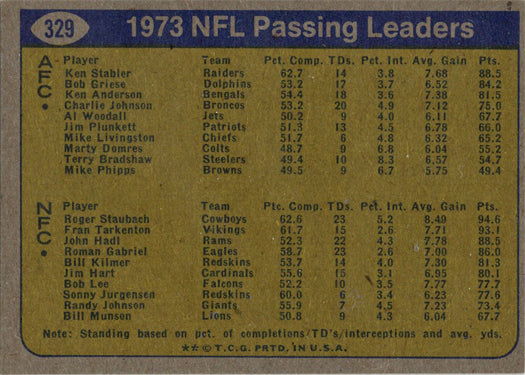 329
1973 NFL Passing Leaders
AFC •
Player Team Pct. Comp. TDs. Pct. Int. Avg. Gain Pts.
Ken Stabler Raiders 62.7 14 3.8 7.68 88.5
Bob Griese Dolphins 53.2 17 3.7 6.52 84.2
Ken Anderson Bengals 54.4 18 3.6 7.38 81.5
Charlie Johnson Broncos 53.2 20 4.9 7.12 75.0
Al Woodall Jets 50.2 9 4.0 6.11 67.7
Jim Plunkett Patriots 51.3 13 4.5 6.78 66.0
Mike Livingston Chiefs 51.7 6 4.8 6.32 65.2
Marty Domres Colts 48.7 9 6.8 6.04 55.2
Terry Bradshaw Steelers 49.4 10 8.3 6.57 54.7
Mike Phipps Browns 49.5 9 6.7 5.75 49.4
NFC •
Player Team Ptc. Comp. TDs. Pct. Int. Avg. Gain Pts.
Roger Staubach Cowboys 62.6 23 5.2 8.49 94.6
Fran Tarkenton Vikings 61.7 15 2.6 7.71 93.1
John Hadl Rams 52.3 22 4.3 7.78 88.5
Roman Gabriel Eagles 58.7 23 2.6 7.00 86.0
Bill Kilmer Redskins 53.7 14 4.0 7.30 81.3
Jim Hart Cardinals 55.6 15 3.1 6.95 80.1
Bob Lee Falcons 52.2 10 3.5 7.77 77.7
Sonny Jurgensen Redskins 60.0 6 3.4 6.23 77.6
Randy Johnson Giants 55.9 7 4.5 7.23 73.4
Bill Munson Lions 50.8 9 4.3 6.04 67.7
Note: Standing based on pct. of completions/TD's/interceptions and avg. yds.
★★ © T.C.G. PRTD. IN U.S.A.